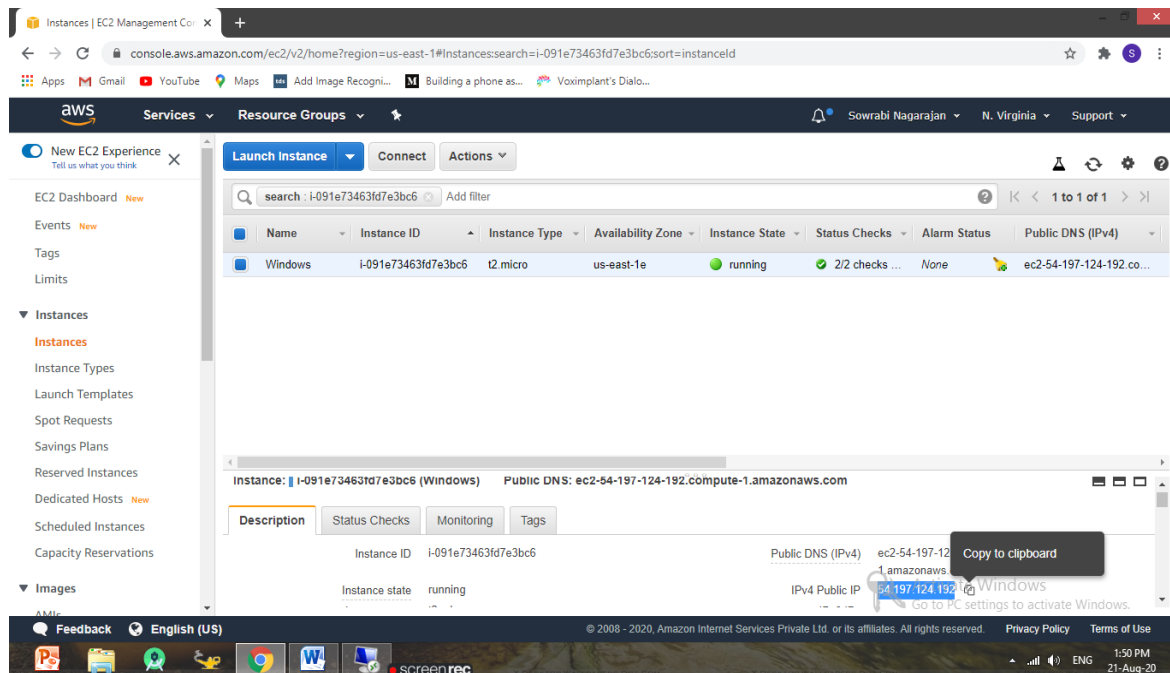 Instances | EC2 Management Con
console.aws.amazon.com/ec2/v2/home?region=us-east-1#Instances:search=i-091e73463fd7e3bc6;sort=instanceId
S
Apps Gmail YouTube Maps tds Add Image Recogni... M Building a phone as... Voximplant's Dialo...
aws Services Resource Groups Sowrabi Nagarajan N. Virginia Support
New EC2 Experience
Tell us what you think
Launch Instance Connect Actions
EC2 Dashboard New
search : i-091e73463fd7e3bc6 Add filter 1 to 1 of 1
Events New
Name Instance ID Instance Type Availability Zone Instance State Status Checks Alarm Status Public DNS (IPv4)
Tags
Windows i-091e73463fd7e3bc6 t2.micro us-east-1e running 2/2 checks ... None ec2-54-197-124-192.co...
Limits
Instances
Instances
Instance Types
Launch Templates
Spot Requests
Savings Plans
Reserved Instances
Dedicated Hosts New
Scheduled Instances
Capacity Reservations
Images
AMIs
Instance: i-091e73463fd7e3bc6 (Windows) Public DNS: ec2-54-197-124-192.compute-1.amazonaws.com
Description Status Checks Monitoring Tags
Instance ID i-091e73463fd7e3bc6 Public DNS (IPv4) ec2-54-197-12
1.amazonaws.
Copy to clipboard
Instance state running IPv4 Public IP 54.197.124.192
Activate Windows
Go to PC settings to activate Windows.
Feedback English (US) © 2008 - 2020, Amazon Internet Services Private Ltd. or its affiliates. All rights reserved. Privacy Policy Terms of Use
screenrec
ENG 1:50 PM
21-Aug-20